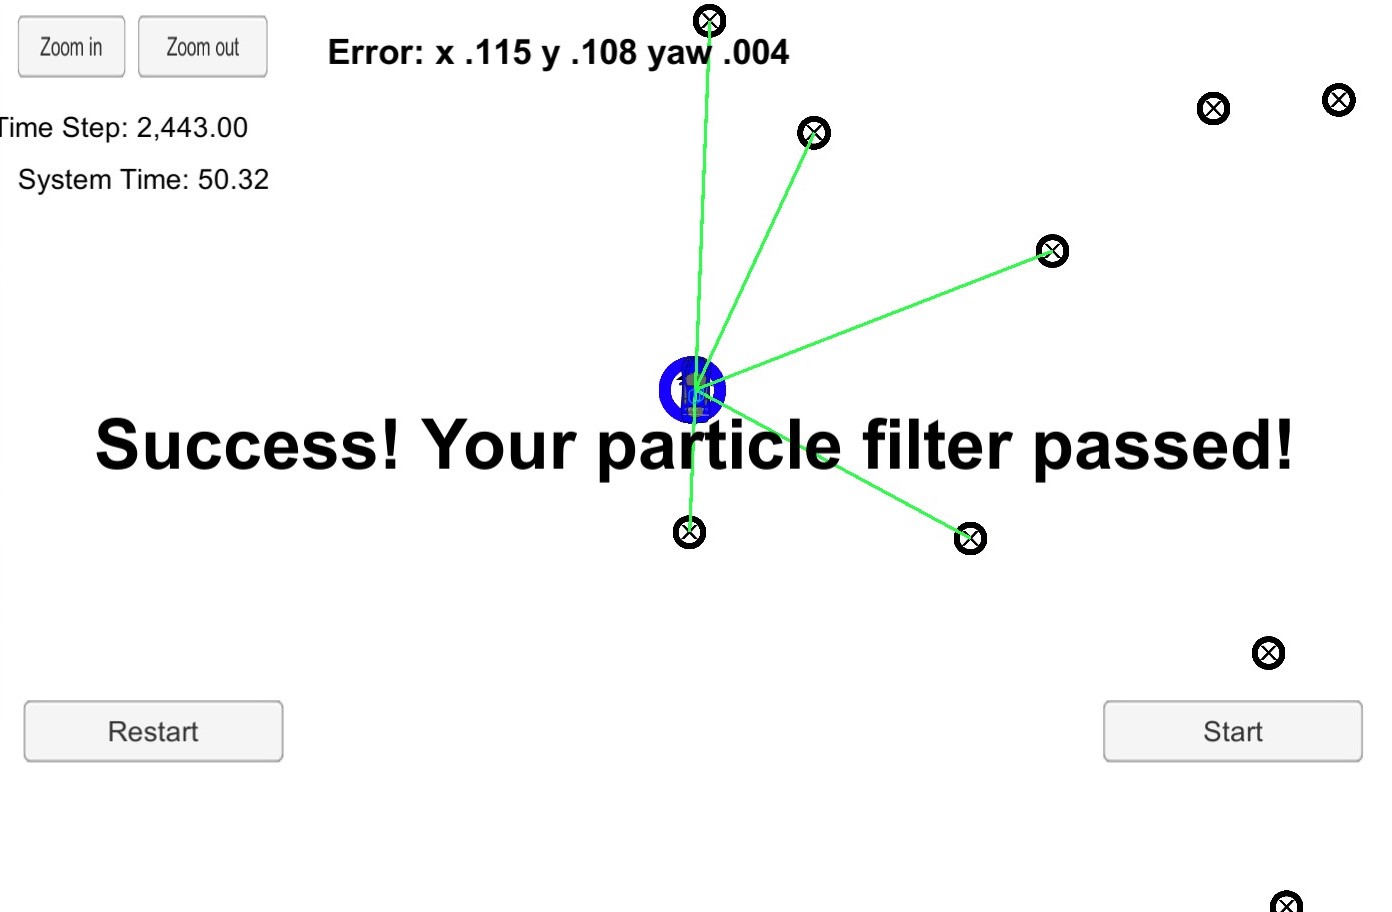 Zoom in
Zoom out
Error: x .115 y .108 yaw .004
Time Step: 2,443.00
System Time: 50.32
Success! Your particle filter passed!
Restart
Start